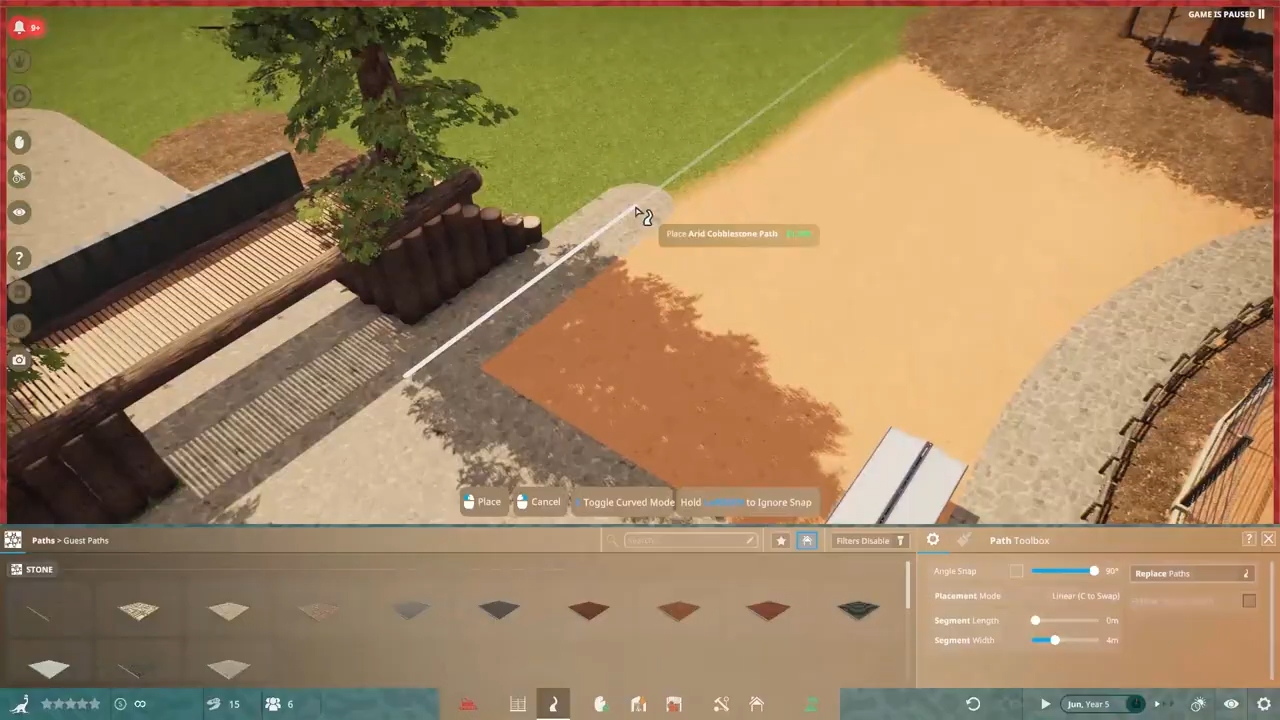 9+
GAME IS PAUSED
Place Arid Cobblestone Path
Place
Cancel
Toggle Curved Mode
Hold
to Ignore Snap
Paths > Guest Paths
Search...
Filters Disable
Path Toolbox
?
STONE
Angle Snap
90°
Replace Paths
Placement Mode
Linear (C to Swap)
Segment Length
0m
Segment Width
4m
∞
15
6
Jun, Year 5